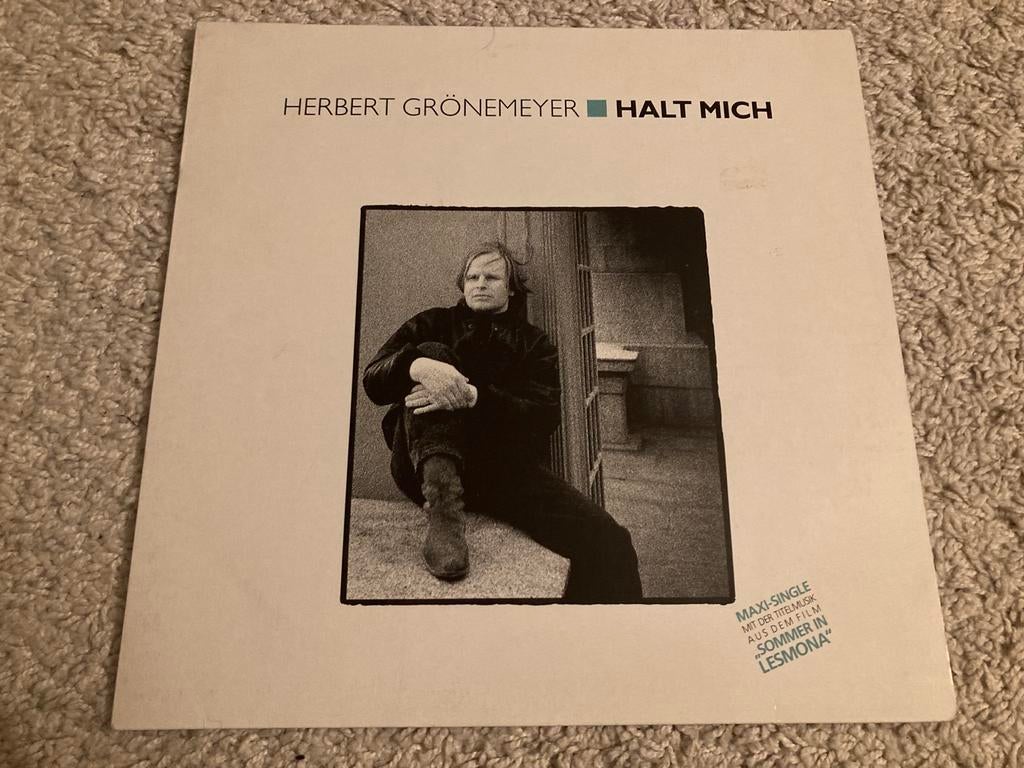 HERBERT GRÖNEMEYER ■ HALT MICH
MAXI-SINGLE
MIT DER TITELMUSIK
AUS DEM FILM
„SOMMER IN
LESMONA“